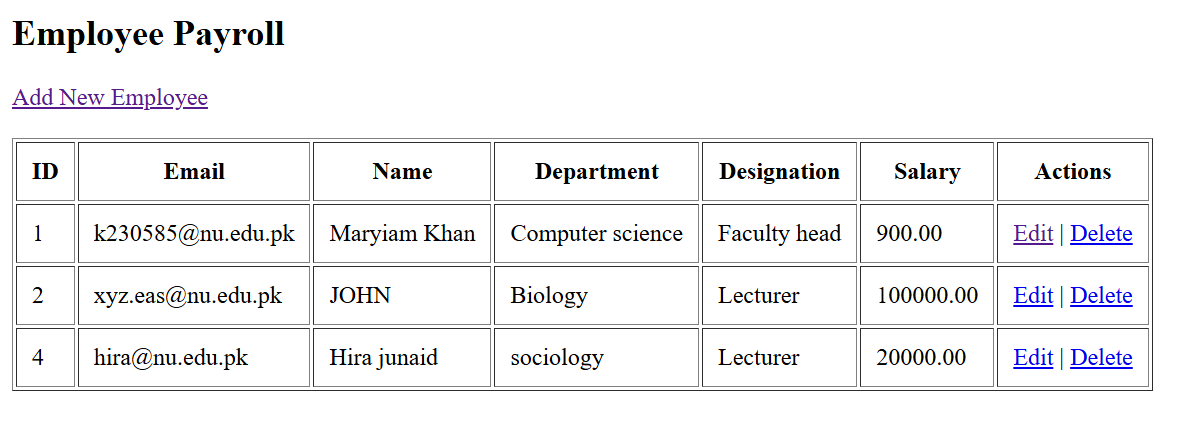 Employee Payroll
Add New Employee
ID Email Name Department Designation Salary Actions
1 k230585@nu.edu.pk Maryiam Khan Computer science Faculty head 900.00 Edit | Delete
2 xyz.eas@nu.edu.pk JOHN Biology Lecturer 100000.00 Edit | Delete
4 hira@nu.edu.pk Hira junaid sociology Lecturer 20000.00 Edit | Delete